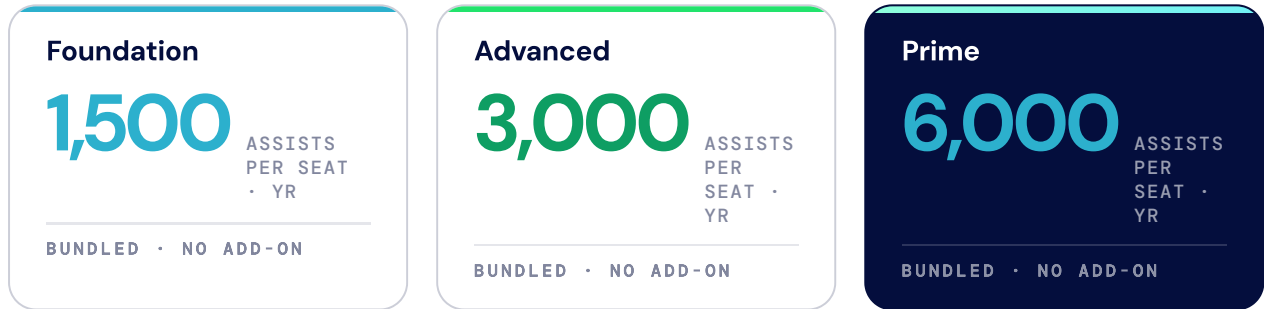 Foundation
1,500
ASSISTS
PER SEAT
· YR
BUNDLED · NO ADD-ON
Advanced
3,000
ASSISTS
PER
SEAT ·
YR
BUNDLED · NO ADD-ON
Prime
6,000
ASSISTS
PER
SEAT ·
YR
BUNDLED · NO ADD-ON